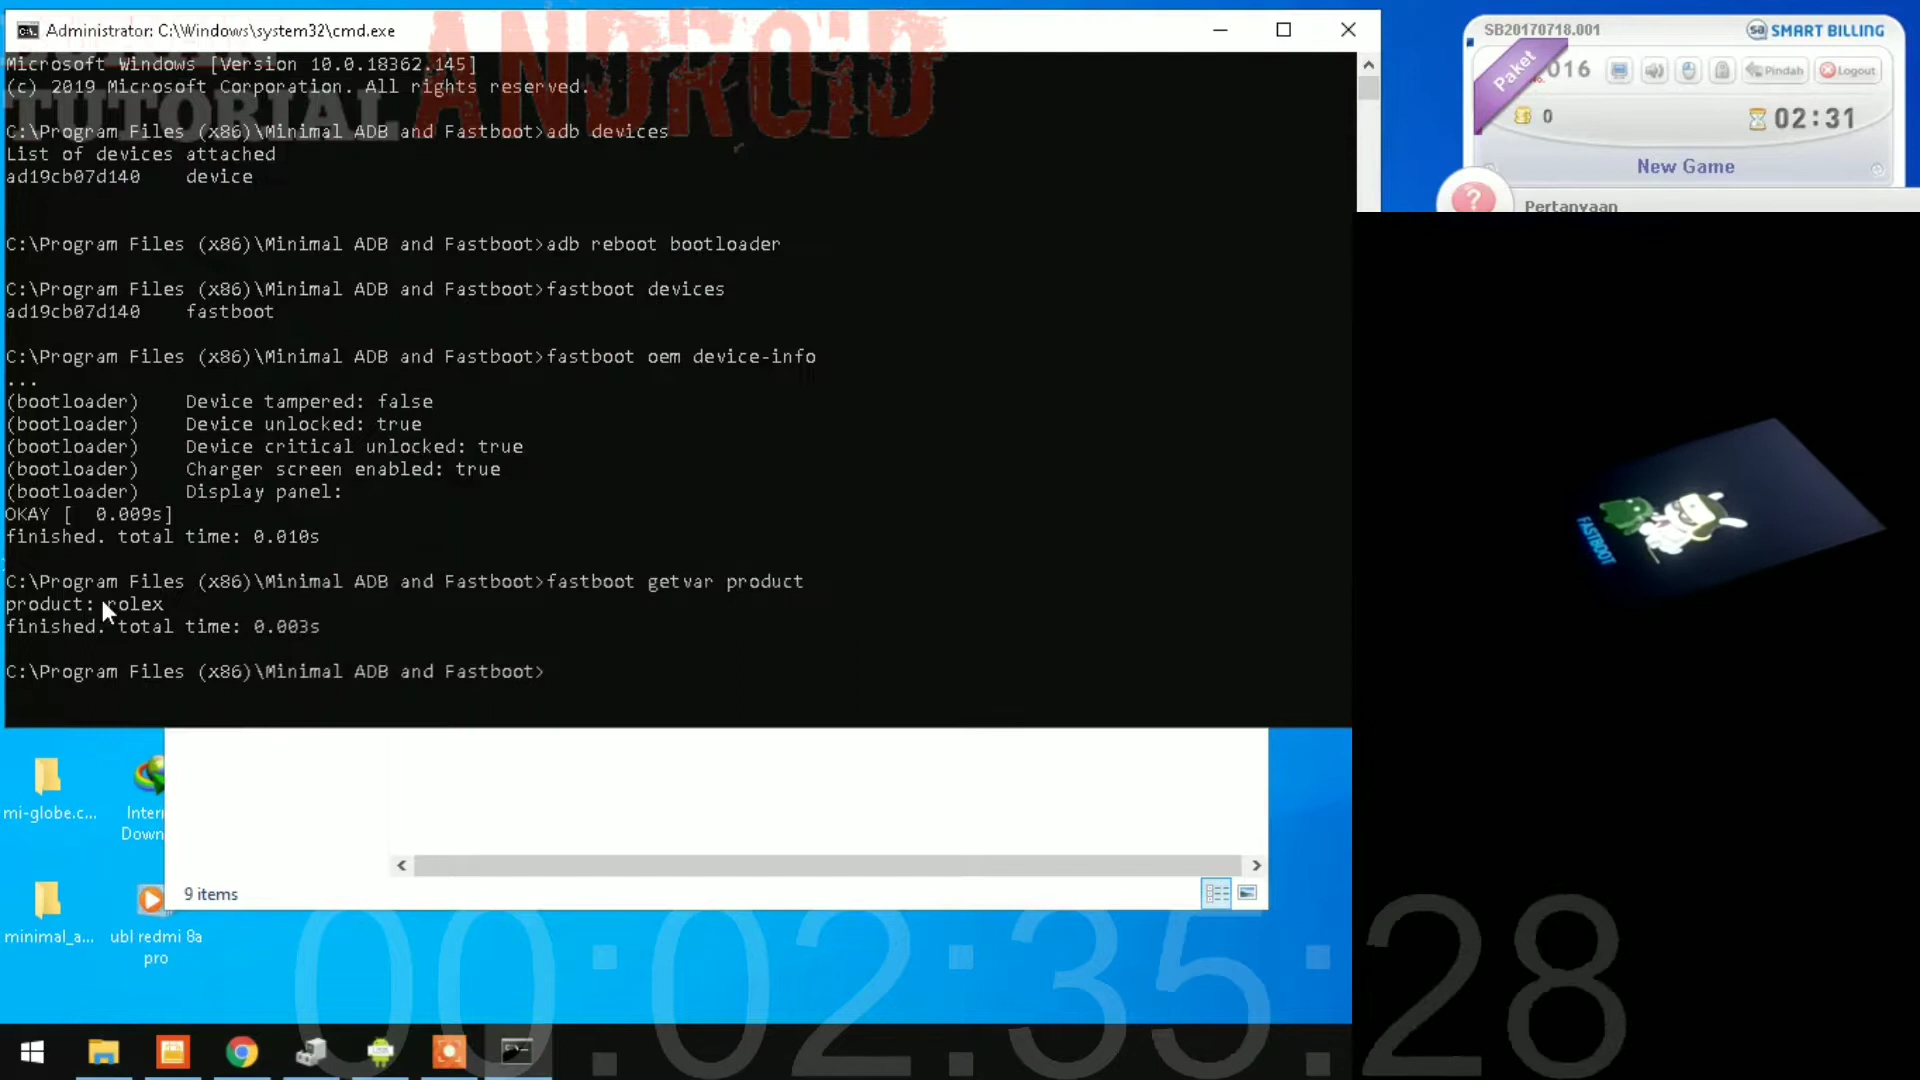 Administrator: C:\Windows\system32\cmd.exe
ANDROID
TUTORIAL
Microsoft Windows [Version 10.0.18362.145]
(c) 2019 Microsoft Corporation. All rights reserved.
C:\Program Files (x86)\Minimal ADB and Fastboot>adb devices
List of devices attached
ad19cb07d140    device
C:\Program Files (x86)\Minimal ADB and Fastboot>adb reboot bootloader
C:\Program Files (x86)\Minimal ADB and Fastboot>fastboot devices
ad19cb07d140    fastboot
C:\Program Files (x86)\Minimal ADB and Fastboot>fastboot oem device-info
...
(bootloader)    Device tampered: false
(bootloader)    Device unlocked: true
(bootloader)    Device critical unlocked: true
(bootloader)    Charger screen enabled: true
(bootloader)    Display panel:
OKAY [  0.009s]
finished. total time: 0.010s
C:\Program Files (x86)\Minimal ADB and Fastboot>fastboot getvar product
product: rolex
finished. total time: 0.003s
C:\Program Files (x86)\Minimal ADB and Fastboot>
SB20170718.001
SMART BILLING
Paket
No.
016
Pindah
Logout
0
02:31
New Game
Pertanyaan
FASTBOOT
mi-globe.c...
Inter
Down
minimal_a...
ubl redmi 8a
pro
9 items
00:02:35:28